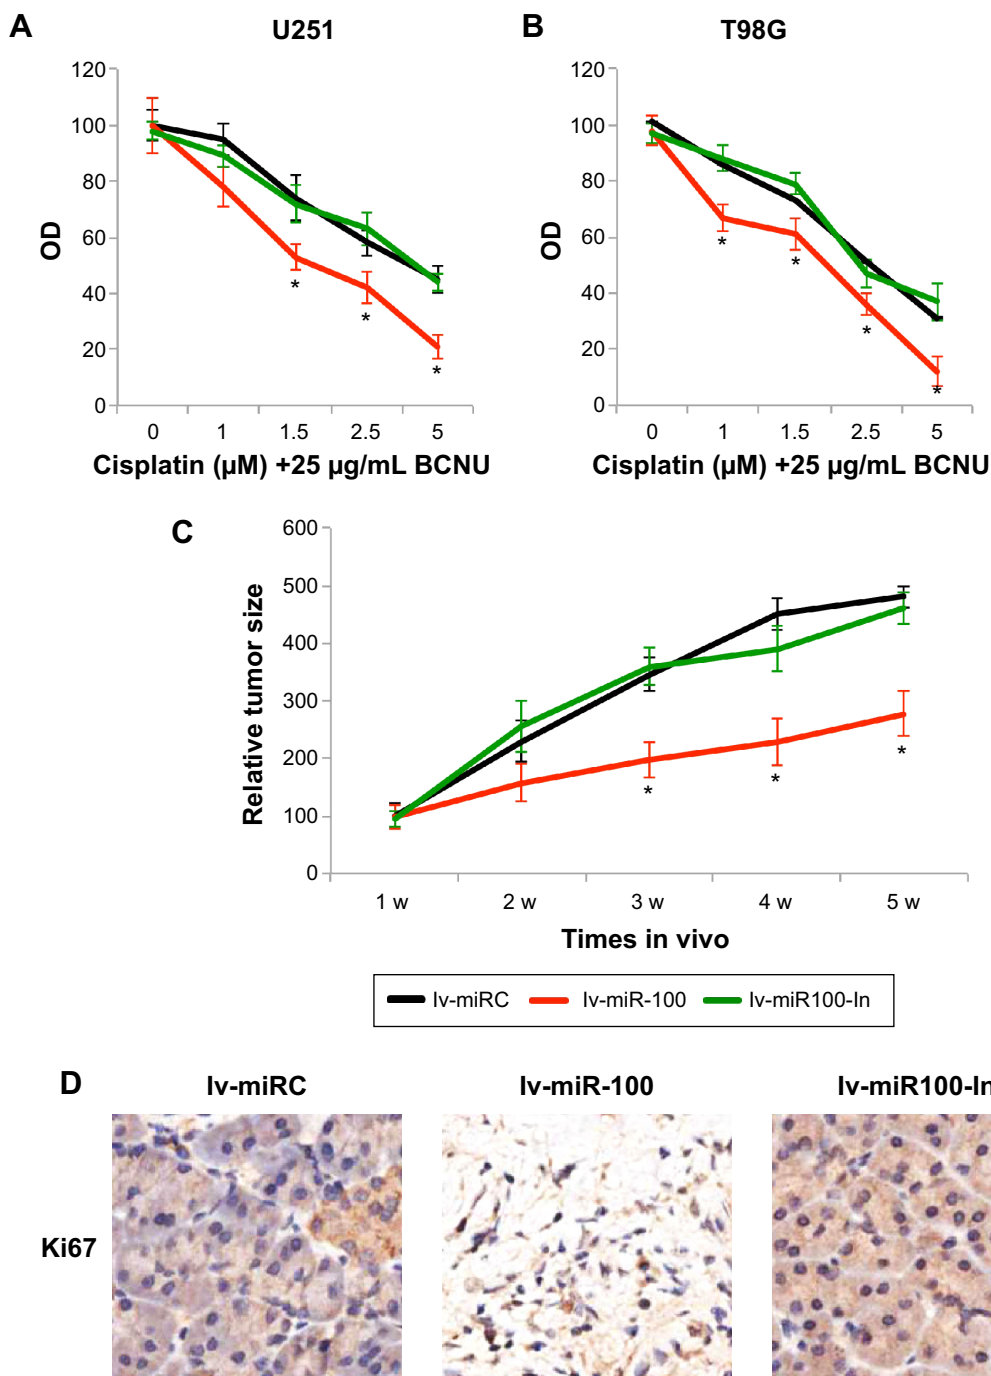 A
U251
OD
120
100
80
60
40
20
0
*
*
*
0 1 1.5 2.5 5
Cisplatin (µM) +25 µg/mL BCNU
B
T98G
OD
120
100
80
60
40
20
0
*
*
*
*
0 1 1.5 2.5 5
Cisplatin (µM) +25 µg/mL BCNU
C
Relative tumor size
600
500
400
300
200
100
0
*
*
*
1 w 2 w 3 w 4 w 5 w
Times in vivo
lv-miRC lv-miR-100 lv-miR100-In
D
lv-miRC lv-miR-100 lv-miR100-In
Ki67